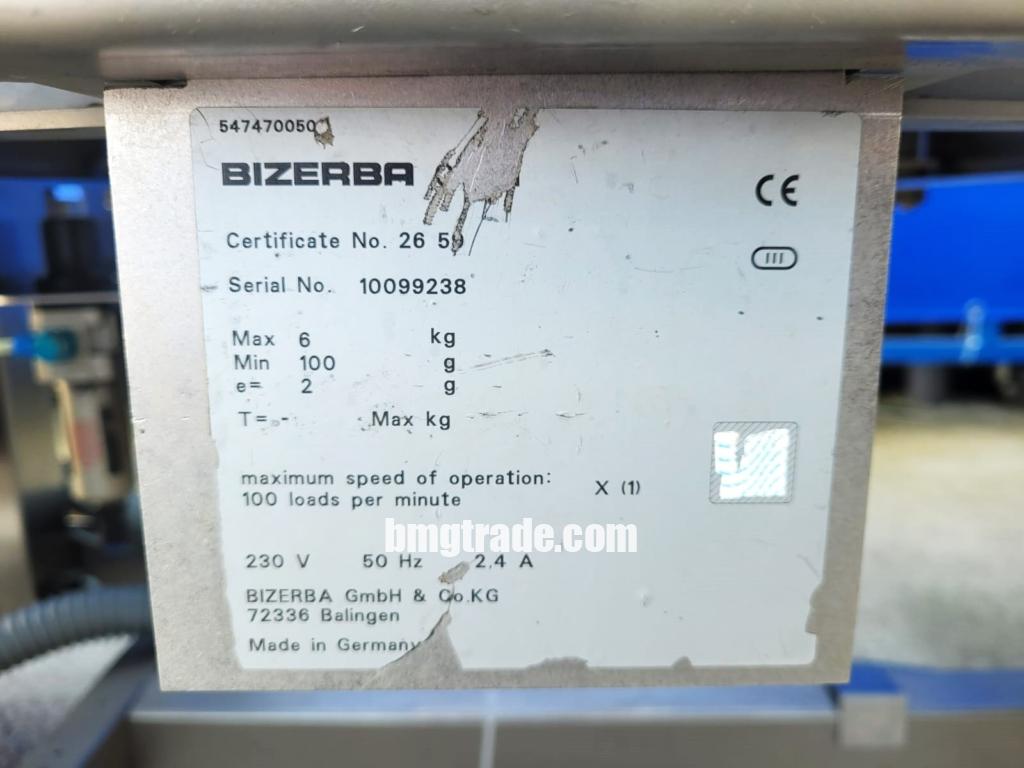 547470050
BIZERBA
CE
Certificate No. 26 59
III
Serial No. 10099238
Max 6 kg
Min 100 g
e= 2 g
T= - Max kg
maximum speed of operation:
100 loads per minute X (1)
bmgtrade.com
230 V 50 Hz 2,4 A
BIZERBA GmbH & Co.KG
72336 Balingen
Made in Germany